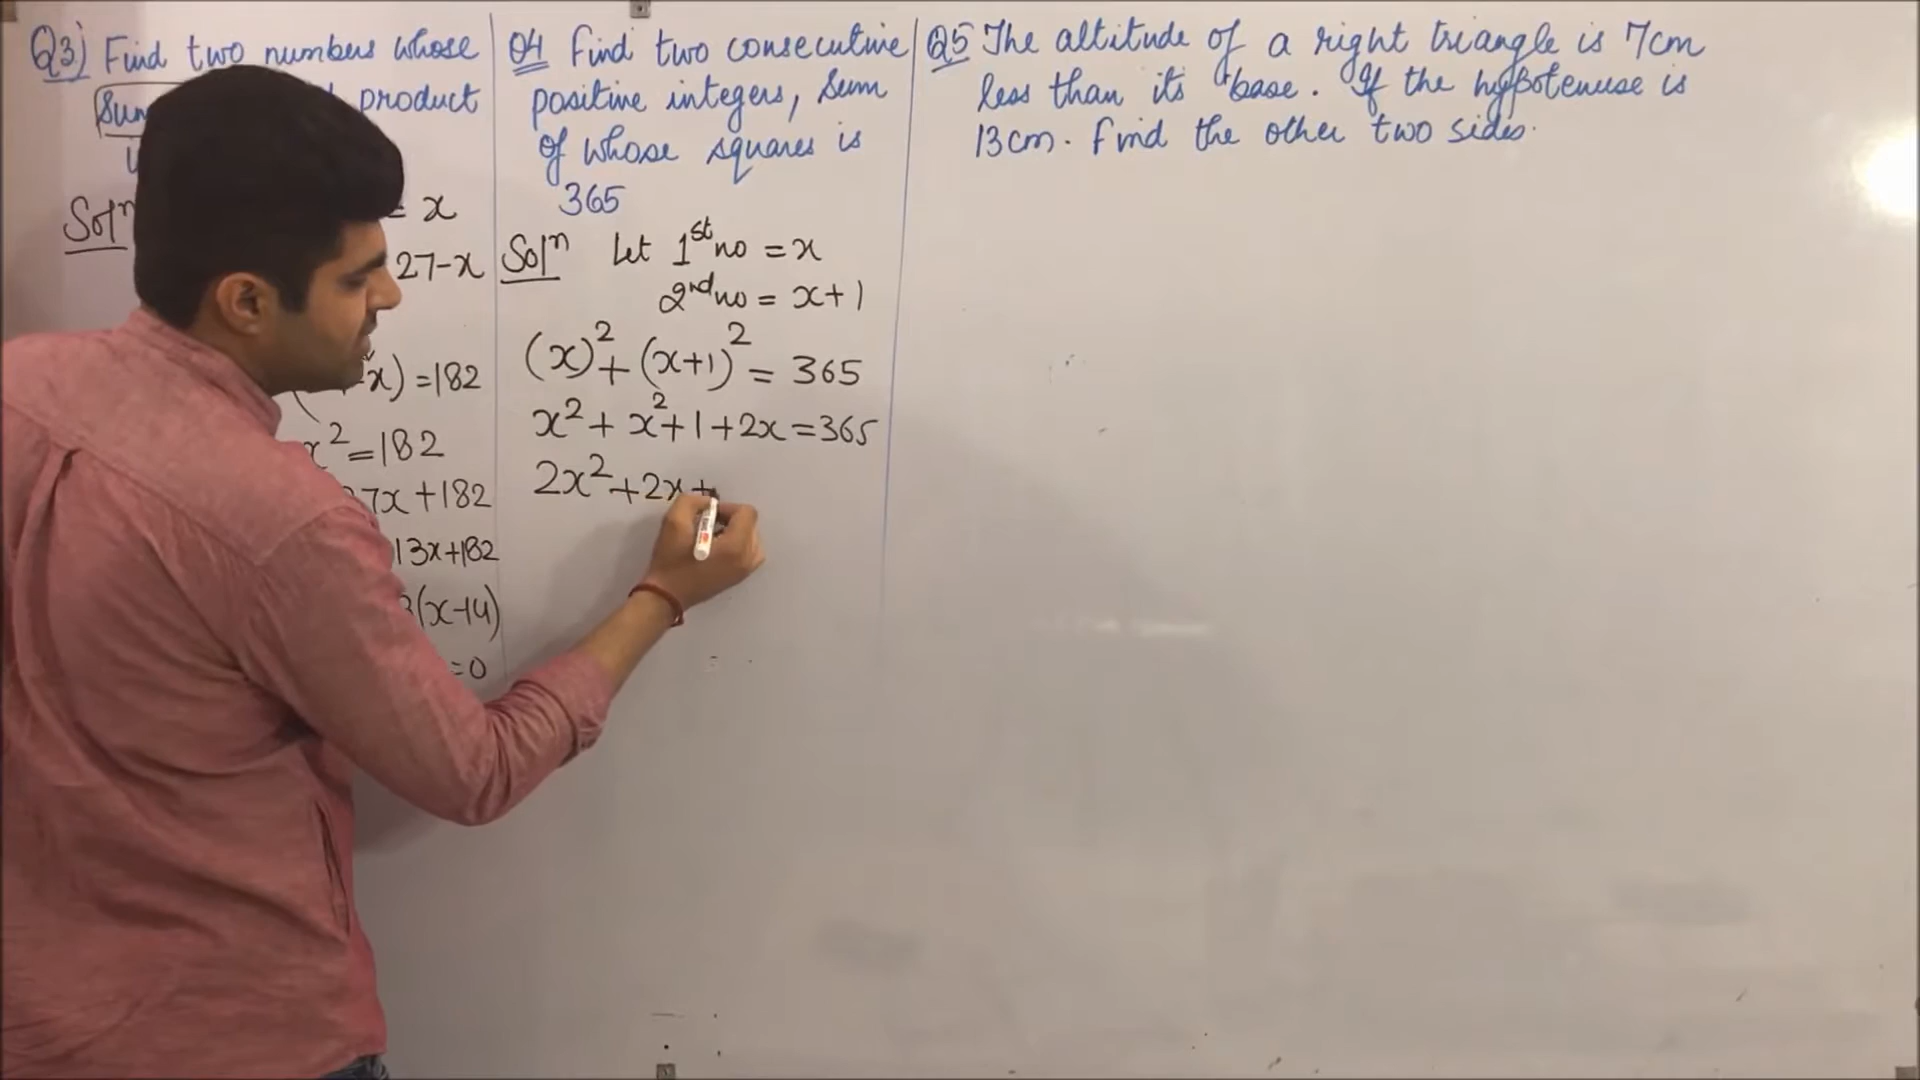 Q3) Find two numbers whose
product
Solⁿ = x
27-x
x) = 182
x² = 182
7x + 182
13x+182
(x-14)
=0
Q4 Find two consecutive
positive integers, Sum
of whose squares is
365
Solⁿ Let 1st no = x
2nd no = x+1
(x)² + (x+1)² = 365
x² + x² + 1 + 2x = 365
2x² + 2x +
Q5 The altitude of a right triangle is 7cm
less than its base. If the hypotenuse is
13cm. Find the other two sides.